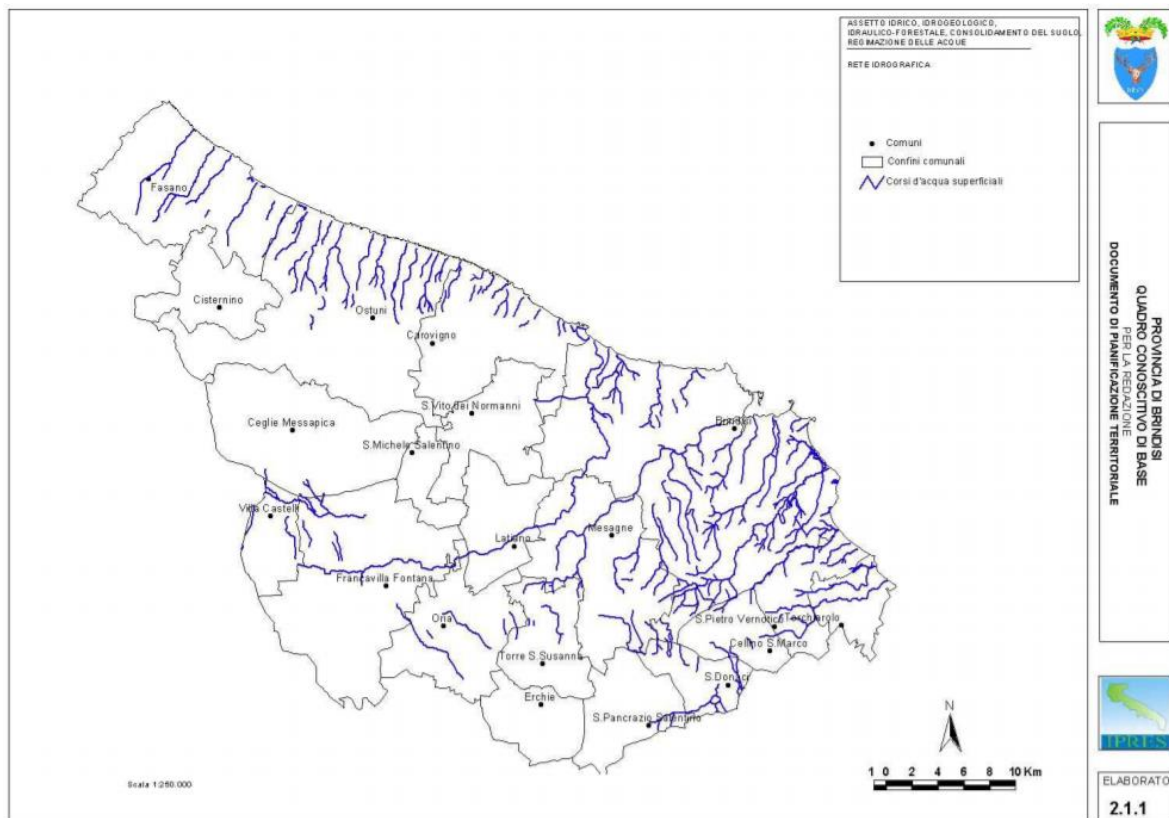 ASSETTO IDRICO, IDROGEOLOGICO,
IDRAULICO-FORESTALE, CONSOLIDAMENTO DEL SUOLO,
REGIMAZIONE DELLE ACQUE
RETE IDROGRAFICA
Comuni
Confini comunali
Corsi d'acqua superficiali
Fasano
Cisternino
Ostuni
Carovigno
S.Vito dei Normanni
Ceglie Messapica
S.Michele Salentino
Brindisi
Villa Castelli
Mesagne
Latiano
Francavilla Fontana
Oria
S.Pietro Vernotico
Torchiarolo
Cellino S.Marco
Torre S.Susanna
S.Donaci
Erchie
S.Pancrazio Salentino
N
Scala 1:250.000
1 0 2 4 6 8 10 Km
PROVINCIA DI BRINDISI
QUADRO CONOSCITIVO DI BASE
PER LA REDAZIONE
DOCUMENTO DI PIANIFICAZIONE TERRITORIALE
IPRES
ELABORATO
2.1.1